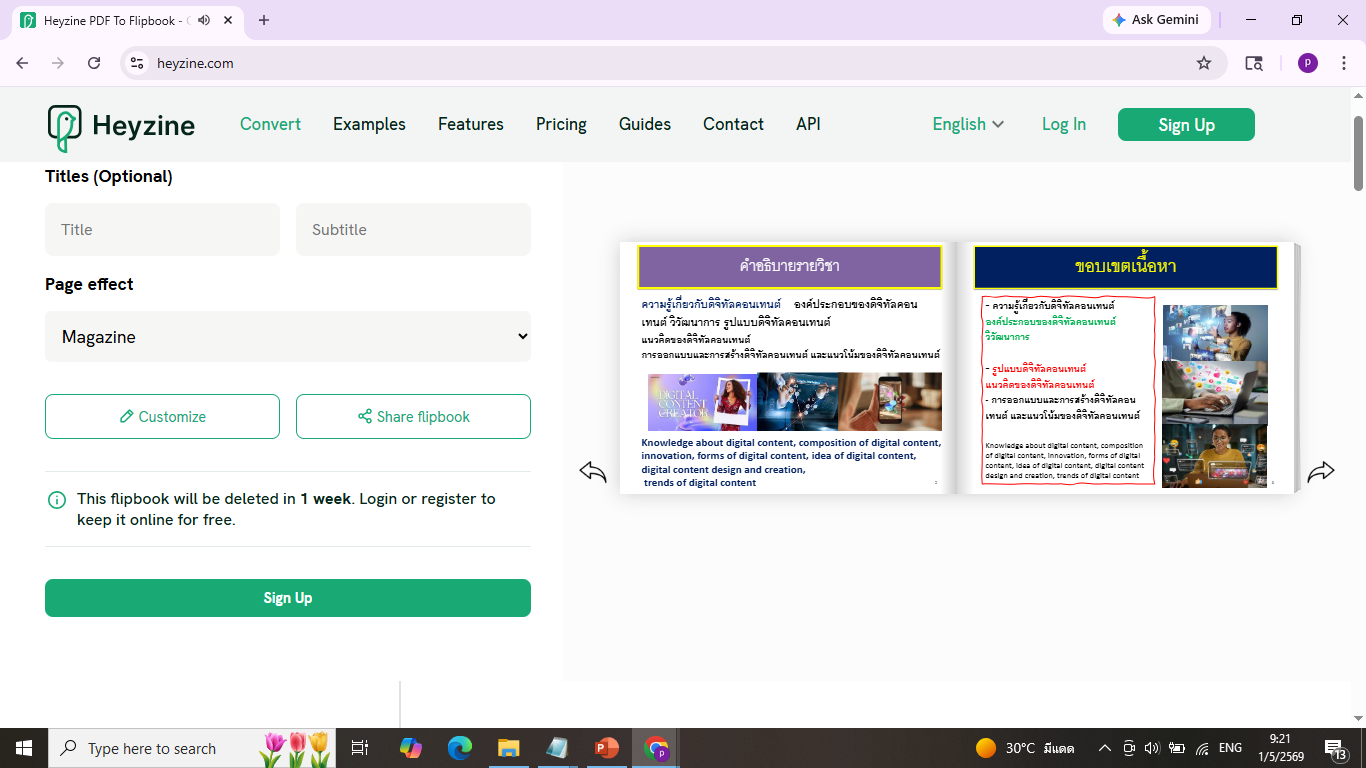 Heyzine PDF To Flipbook - 
Ask Gemini
heyzine.com
p
Heyzine
Convert
Examples
Features
Pricing
Guides
Contact
API
English
Log In
Sign Up
Titles (Optional)
Title
Subtitle
Page effect
Magazine
Customize
Share flipbook
This flipbook will be deleted in 1 week. Login or register to
keep it online for free.
Sign Up
คำอธิบายรายวิชา
ความรู้เกี่ยวกับดิจิทัลคอนเทนต์ องค์ประกอบของดิจิทัลคอน
เทนต์ วิวัฒนาการ รูปแบบดิจิทัลคอนเทนต์
แนวคิดของดิจิทัลคอนเทนต์
การออกแบบและการสร้างดิจิทัลคอนเทนต์ และแนวโน้มของดิจิทัลคอนเทนต์
DIGITAL
CONTENT
CREATOR
Knowledge about digital content, composition of digital content,
innovation, forms of digital content, idea of digital content,
digital content design and creation,
trends of digital content
2
ขอบเขตเนื้อหา
- ความรู้เกี่ยวกับดิจิทัลคอนเทนต์
องค์ประกอบของดิจิทัลคอนเทนต์
วิวัฒนาการ
- รูปแบบดิจิทัลคอนเทนต์
แนวคิดของดิจิทัลคอนเทนต์
- การออกแบบและการสร้างดิจิทัลคอน
เทนต์ และแนวโน้มของดิจิทัลคอนเทนต์
Knowledge about digital content, composition
of digital content, innovation, forms of digital
content, idea of digital content, digital content
design and creation, trends of digital content
Type here to search
p
30°C มีแดด
ENG
9:21
1/5/2569
13